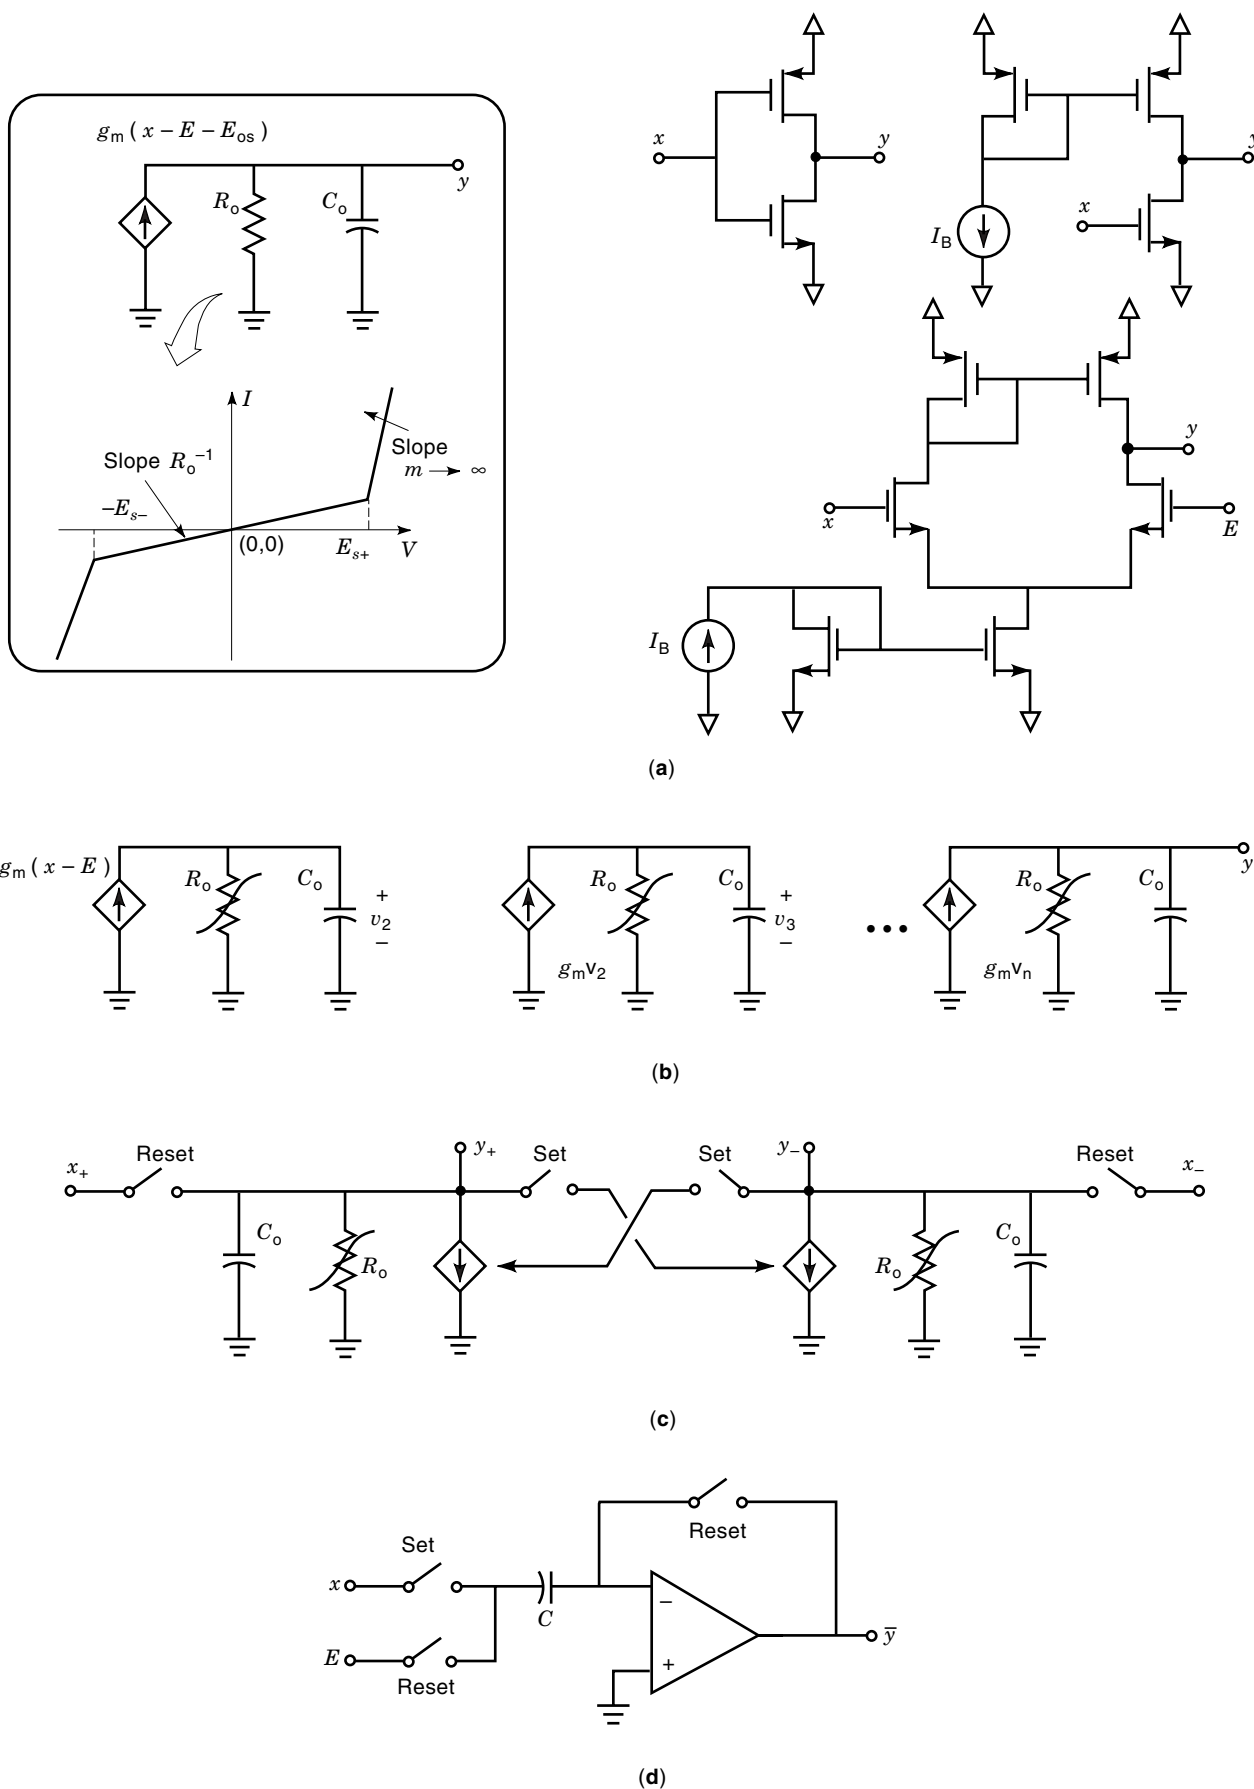 g_m(x − E − E_os)
y
R_o
C_o
I
Slope
m → ∞
Slope R_o^−1
−E_s−
(0,0)
E_s+
V
x
y
I_B
x
y
x
y
E
I_B
(a)
g_m(x − E)
R_o
C_o
+
v_2
−
g_m v_2
R_o
C_o
+
v_3
−
•••
g_m v_n
R_o
C_o
y
(b)
x_+
Reset
y_+
Set
Set
y_−
Reset
x_−
C_o
R_o
R_o
C_o
(c)
Reset
Set
x
C
−
+
ȳ
E
Reset
(d)